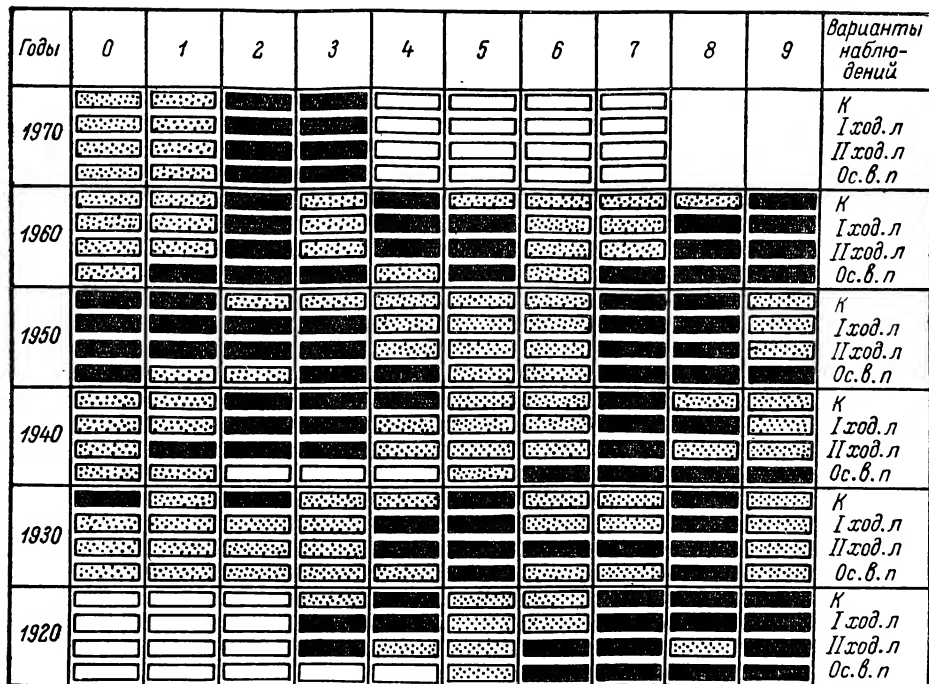 Годы 0 1 2 3 4 5 6 7 8 9 Варианты
наблю-
дений
1970
К
I ход. л
II ход. л
Ос. в. п
1960
К
I ход. л
II ход. л
Ос. в. п
1950
К
I ход. л
II ход. л
Ос. в. п
1940
К
I ход. л
II ход. л
Ос. в. п
1930
К
I ход. л
II ход. л
Ос. в. п
1920
К
I ход. л
II ход. л
Ос. в. п